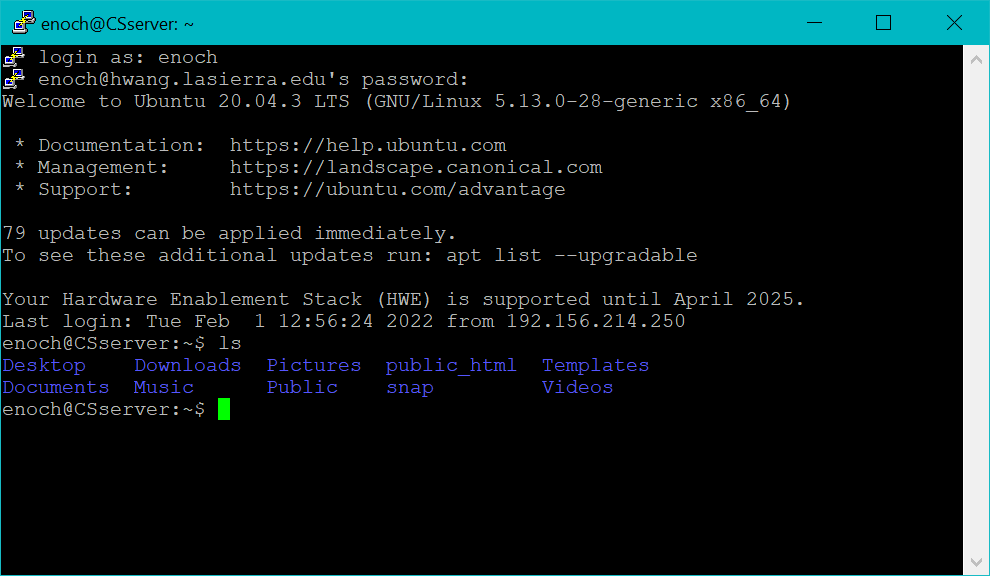 enoch@CSserver: ~
login as: enoch
enoch@hwang.lasierra.edu's password:
Welcome to Ubuntu 20.04.3 LTS (GNU/Linux 5.13.0-28-generic x86_64)
* Documentation:  https://help.ubuntu.com
* Management:     https://landscape.canonical.com
* Support:        https://ubuntu.com/advantage
79 updates can be applied immediately.
To see these additional updates run: apt list --upgradable
Your Hardware Enablement Stack (HWE) is supported until April 2025.
Last login: Tue Feb  1 12:56:24 2022 from 192.156.214.250
enoch@CSserver:~$ ls
Desktop    Downloads  Pictures  public_html  Templates
Documents  Music      Public    snap         Videos
enoch@CSserver:~$